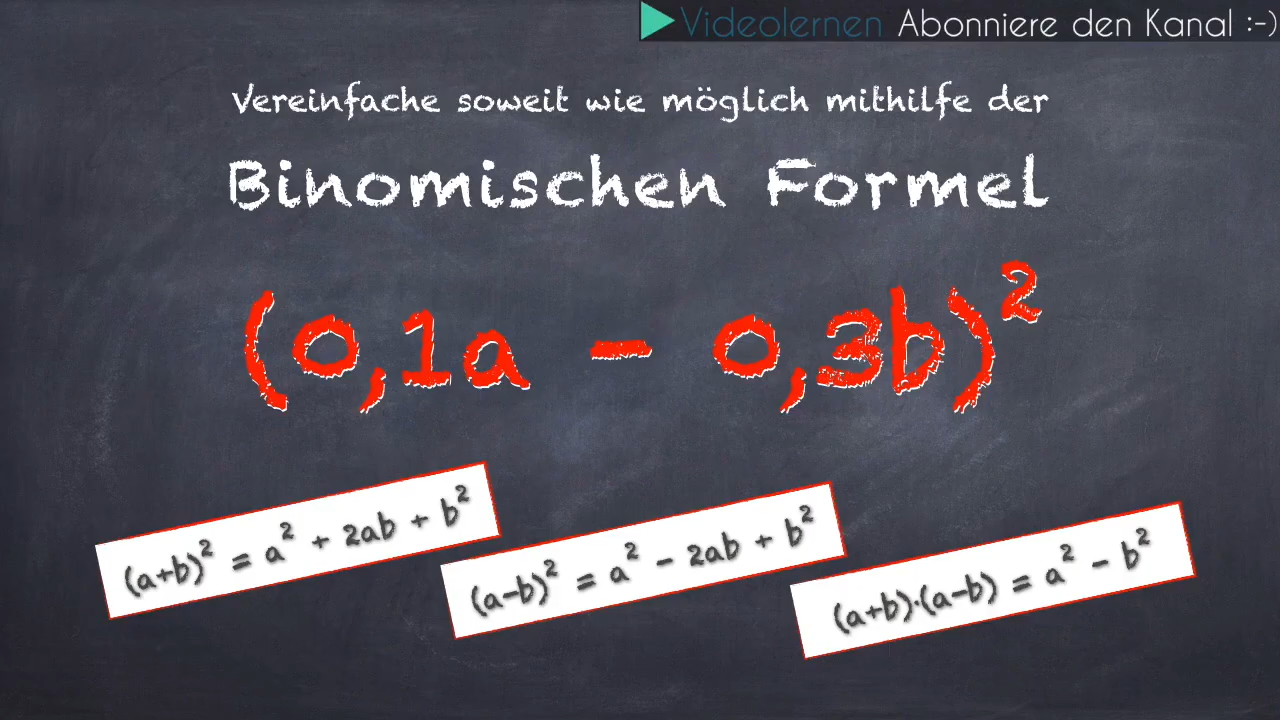 Videolernen Abonniere den Kanal :-)
Vereinfache soweit wie möglich mithilfe der
Binomischen Formel
(0,1a - 0,3b)²
(a+b)² = a² + 2ab + b²
(a-b)² = a² - 2ab + b²
(a+b)·(a-b) = a² - b²